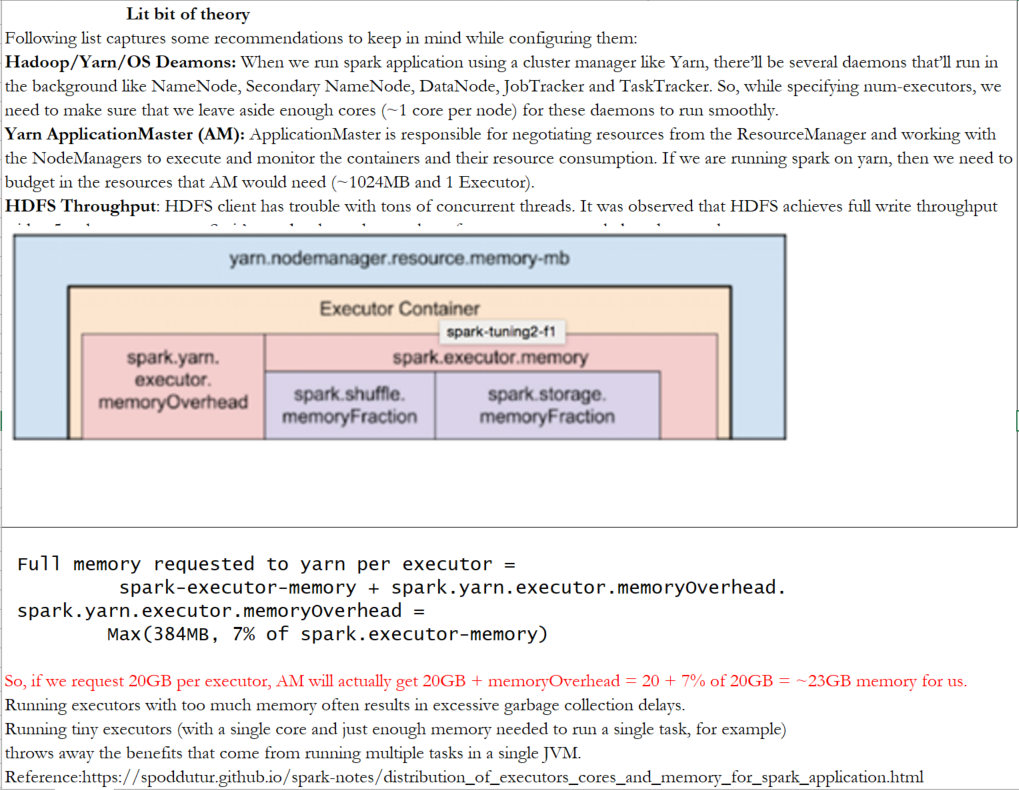 Lit bit of theory
Following list captures some recommendations to keep in mind while configuring them:
Hadoop/Yarn/OS Deamons: When we run spark application using a cluster manager like Yarn, there'll be several daemons that'll run in
the background like NameNode, Secondary NameNode, DataNode, JobTracker and TaskTracker. So, while specifying num-executors, we
need to make sure that we leave aside enough cores (~1 core per node) for these daemons to run smoothly.
Yarn ApplicationMaster (AM): ApplicationMaster is responsible for negotiating resources from the ResourceManager and working with
the NodeManagers to execute and monitor the containers and their resource consumption. If we are running spark on yarn, then we need to
budget in the resources that AM would need (~1024MB and 1 Executor).
HDFS Throughput: HDFS client has trouble with tons of concurrent threads. It was observed that HDFS achieves full write throughput
yarn.nodemanager.resource.memory-mb
Executor Container
spark-tuning2-f1
spark.yarn.
executor.
memoryOverhead
spark.executor.memory
spark.shuffle.
memoryFraction
spark.storage.
memoryFraction
Full memory requested to yarn per executor =
spark-executor-memory + spark.yarn.executor.memoryOverhead.
spark.yarn.executor.memoryOverhead =
Max(384MB, 7% of spark.executor-memory)
So, if we request 20GB per executor, AM will actually get 20GB + memoryOverhead = 20 + 7% of 20GB = ~23GB memory for us.
Running executors with too much memory often results in excessive garbage collection delays.
Running tiny executors (with a single core and just enough memory needed to run a single task, for example)
throws away the benefits that come from running multiple tasks in a single JVM.
Reference:https://spoddutur.github.io/spark-notes/distribution_of_executors_cores_and_memory_for_spark_application.html